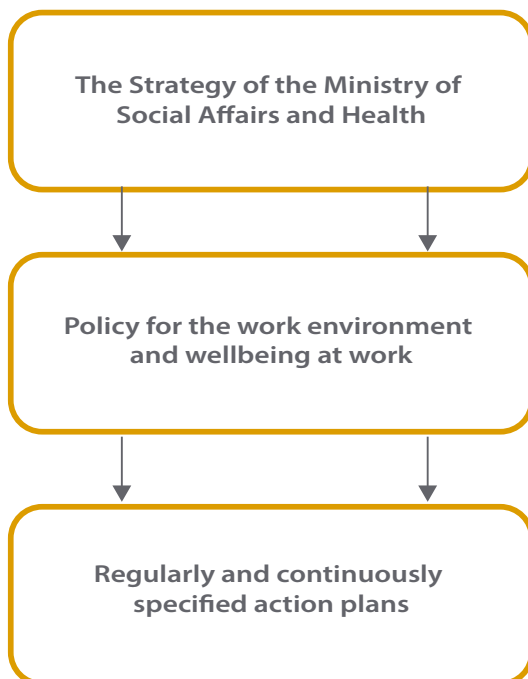 The Strategy of the Ministry of
Social Affairs and Health
Policy for the work environment
and wellbeing at work
Regularly and continuously
specified action plans